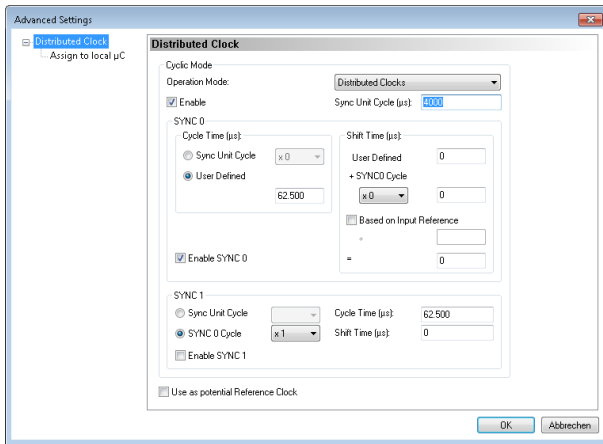 Advanced Settings
Distributed Clock
Assign to local µC
Distributed Clock
Cyclic Mode
Operation Mode: Distributed Clocks
Enable Sync Unit Cycle (µs): 4000
SYNC 0
Cycle Time (µs): Shift Time (µs):
Sync Unit Cycle x 0 User Defined 0
User Defined + SYNC0 Cycle
62.500 x 0 0
Based on Input Reference
+
Enable SYNC 0 = 0
SYNC 1
Sync Unit Cycle Cycle Time (µs): 62.500
SYNC 0 Cycle x 1 Shift Time (µs): 0
Enable SYNC 1
Use as potential Reference Clock
OK Abbrechen